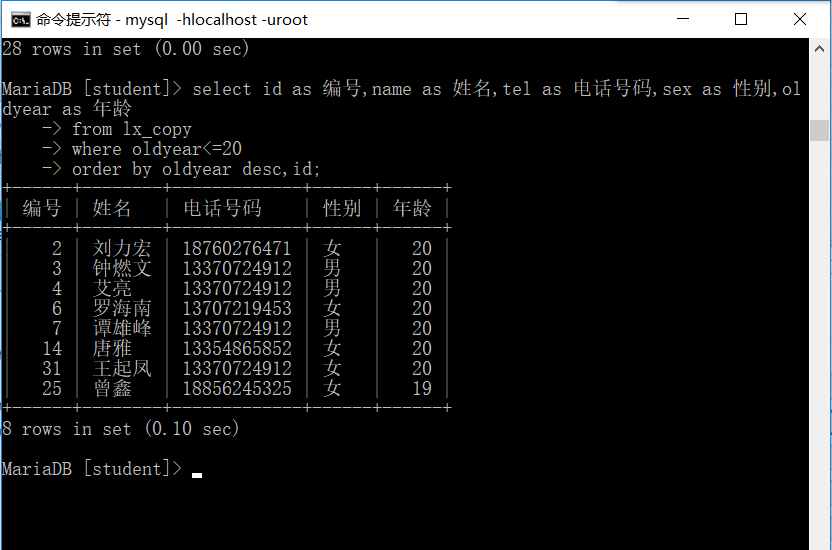 命令提示符 - mysql  -hlocalhost -uroot
28 rows in set (0.00 sec)
MariaDB [student]> select id as 编号,name as 姓名,tel as 电话号码,sex as 性别,ol
dyear as 年龄
    -> from lx_copy
    -> where oldyear<=20
    -> order by oldyear desc,id;
+------+--------+-------------+------+------+
| 编号 | 姓名   | 电话号码    | 性别 | 年龄 |
+------+--------+-------------+------+------+
|    2 | 刘力宏 | 18760276471 | 女   |   20 |
|    3 | 钟燃文 | 13370724912 | 男   |   20 |
|    4 | 艾亮   | 13370724912 | 男   |   20 |
|    6 | 罗海南 | 13707219453 | 女   |   20 |
|    7 | 谭雄峰 | 13370724912 | 男   |   20 |
|   14 | 唐雅   | 13354865852 | 女   |   20 |
|   31 | 王起凤 | 13370724912 | 女   |   20 |
|   25 | 曾鑫   | 18856245325 | 女   |   19 |
+------+--------+-------------+------+------+
8 rows in set (0.10 sec)
MariaDB [student]>